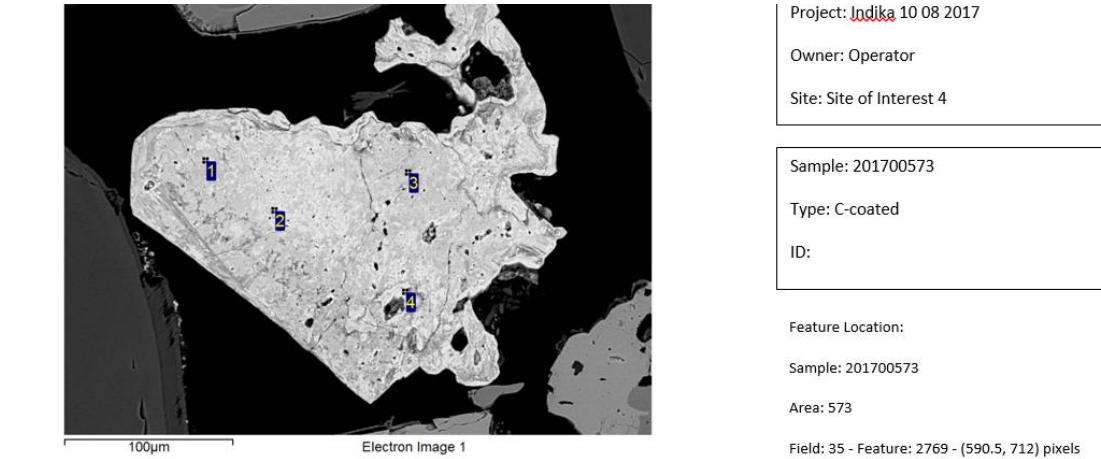 1
2
3
4
100µm
Electron Image 1
Project: Indika 10 08 2017
Owner: Operator
Site: Site of Interest 4
Sample: 201700573
Type: C-coated
ID:
Feature Location:
Sample: 201700573
Area: 573
Field: 35 - Feature: 2769 - (590.5, 712) pixels